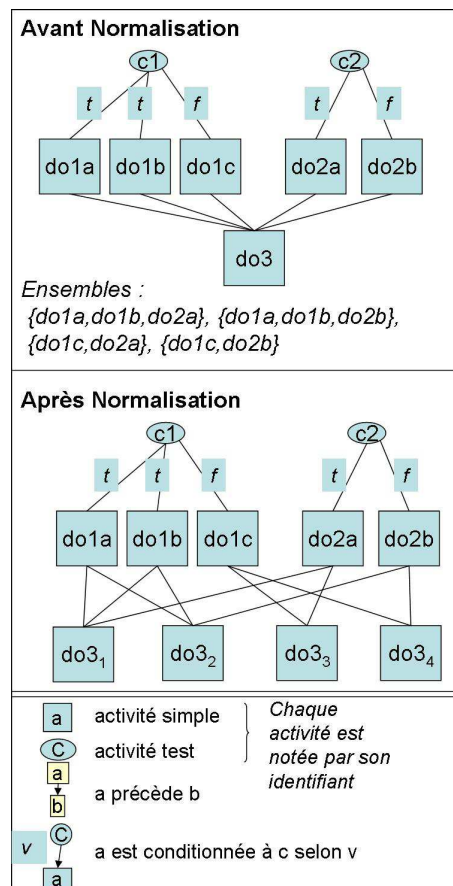 Avant Normalisation
c1 c2
t t f t f
do1a do1b do1c do2a do2b
do3
Ensembles :
{do1a,do1b,do2a}, {do1a,do1b,do2b},
{do1c,do2a}, {do1c,do2b}
Après Normalisation
c1 c2
t t f t f
do1a do1b do1c do2a do2b
do3₁ do3₂ do3₃ do3₄
a activité simple
C activité test
Chaque
activité est
notée par son
identifiant
a
b
a précède b
v C
a
a est conditionnée à c selon v